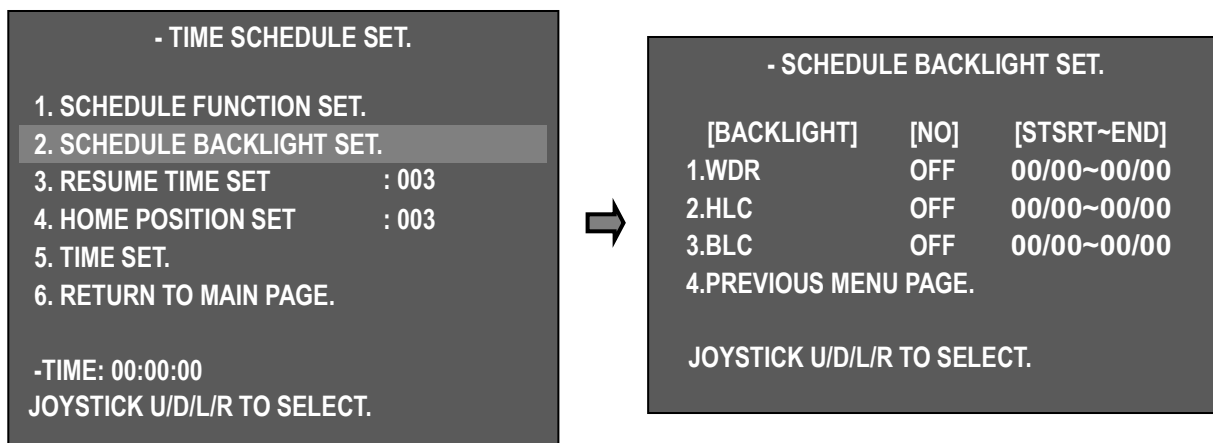 - TIME SCHEDULE SET.
1. SCHEDULE FUNCTION SET.
2. SCHEDULE BACKLIGHT SET.
3. RESUME TIME SET : 003
4. HOME POSITION SET : 003
5. TIME SET.
6. RETURN TO MAIN PAGE.
-TIME: 00:00:00
JOYSTICK U/D/L/R TO SELECT.
- SCHEDULE BACKLIGHT SET.
[BACKLIGHT] [NO] [STSRT~END]
1.WDR OFF 00/00~00/00
2.HLC OFF 00/00~00/00
3.BLC OFF 00/00~00/00
4.PREVIOUS MENU PAGE.
JOYSTICK U/D/L/R TO SELECT.